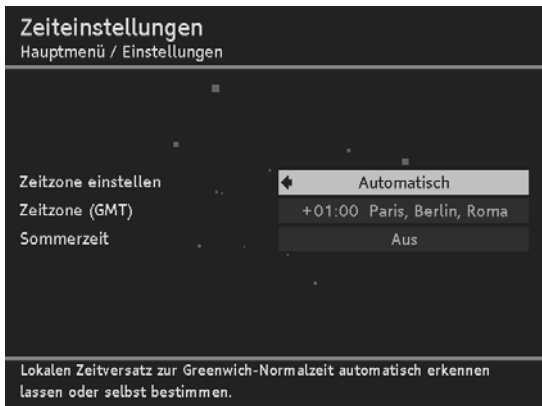 Zeiteinstellungen
Hauptmenü / Einstellungen
Zeitzone einstellen Automatisch
Zeitzone (GMT) +01:00 Paris, Berlin, Roma
Sommerzeit Aus
Lokalen Zeitversatz zur Greenwich-Normalzeit automatisch erkennen
lassen oder selbst bestimmen.